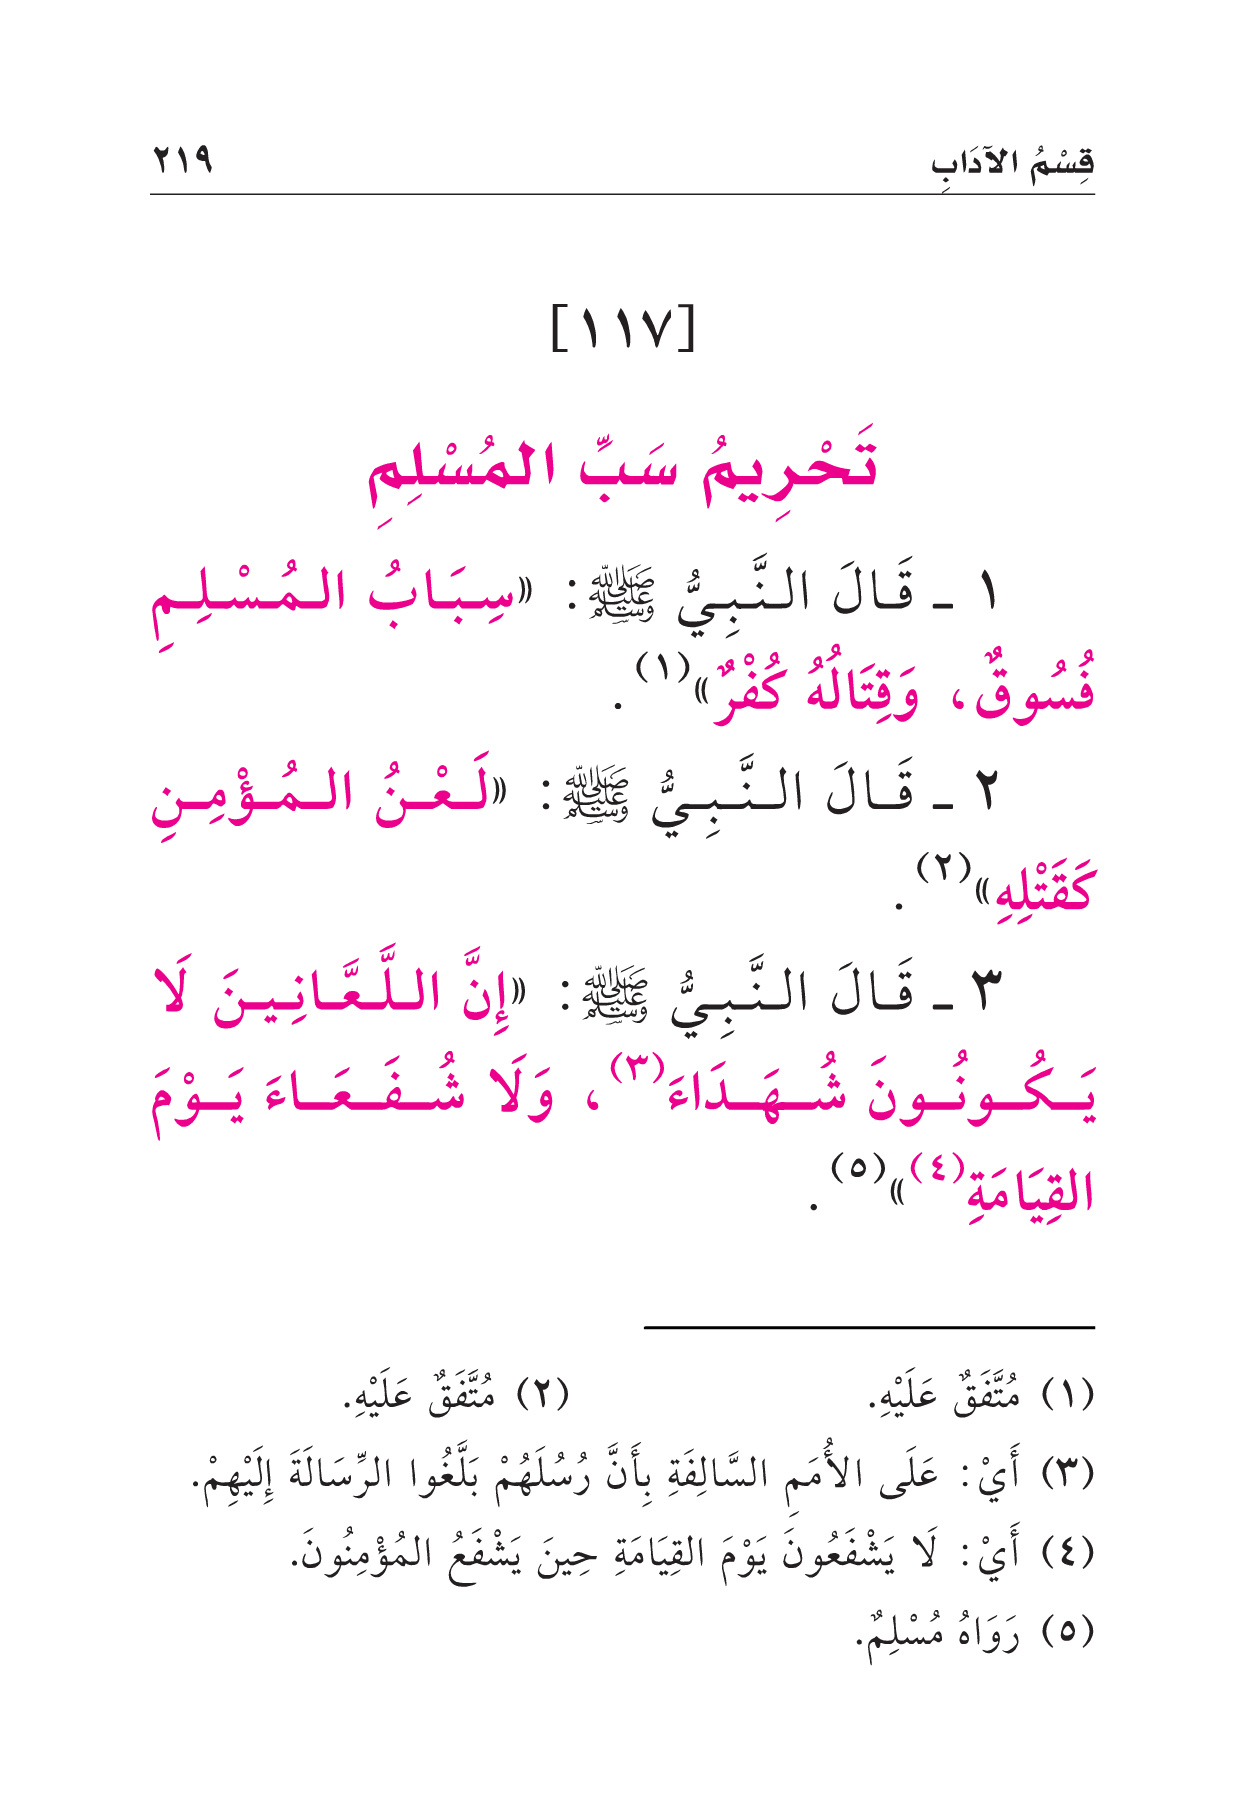 قِسْمُ الآدَابِ ٢١٩
[١١٧]
تَحْرِيمُ سَبِّ المُسْلِمِ
١ ـ قَالَ النَّبِيُّ ﷺ: «سِبَابُ المُسْلِمِ
فُسُوقٌ، وَقِتَالُهُ كُفْرٌ»(١).
٢ ـ قَالَ النَّبِيُّ ﷺ: «لَعْنُ المُؤْمِنِ
كَقَتْلِهِ»(٢).
٣ ـ قَالَ النَّبِيُّ ﷺ: «إِنَّ اللَّعَّانِينَ لَا
يَكُونُونَ شُهَدَاءَ(٣)، وَلَا شُفَعَاءَ يَوْمَ
القِيَامَةِ(٤)»(٥).
(١) مُتَّفَقٌ عَلَيْهِ. (٢) مُتَّفَقٌ عَلَيْهِ.
(٣) أَيْ: عَلَى الأُمَمِ السَّالِفَةِ بِأَنَّ رُسُلَهُمْ بَلَّغُوا الرِّسَالَةَ إِلَيْهِمْ.
(٤) أَيْ: لَا يَشْفَعُونَ يَوْمَ القِيَامَةِ حِينَ يَشْفَعُ المُؤْمِنُونَ.
(٥) رَوَاهُ مُسْلِمٌ.